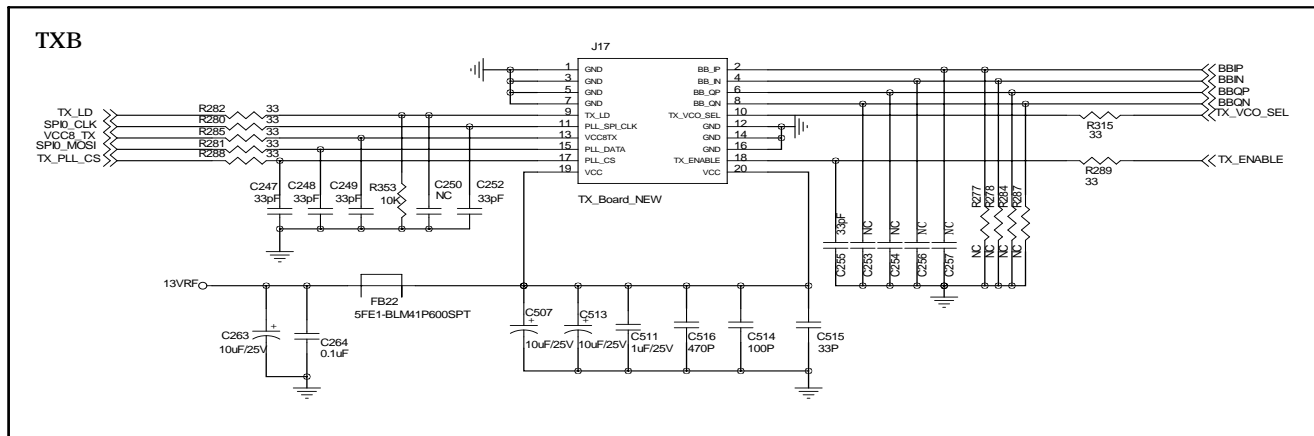 TXB
J17
1 GND BB_IP 2
3 GND BB_IN 4
5 GND BB_QP 6
7 GND BB_QN 8
9 TX_LD TX_VCO_SEL 10
11 PLL_SPI_CLK GND 12
13 VCC8TX GND 14
15 PLL_DATA GND 16
17 PLL_CS TX_ENABLE 18
19 VCC VCC 20
TX_Board_NEW
TX_LD R282 33
SPI0_CLK R280 33
VCC8_TX R285 33
SPI0_MOSI R281 33
TX_PLL_CS R288 33
BBIP
BBIN
BBQP
BBQN
TX_VCO_SEL
R315
33
TX_ENABLE
R289
33
C247
33pF
C248
33pF
C249
33pF
R353
10K
C250
NC
C252
33pF
C255 33pF
C253 NC
C254 NC
C256 NC
C257 NC
R277 NC
R278 NC
R284 NC
R287 NC
13VRF
FB22
5FE1-BLM41P600SPT
C263 +
10uF/25V
C264
0.1uF
C507 +
10uF/25V
C513 +
10uF/25V
C511
1uF/25V
C516
470P
C514
100P
C515
33P